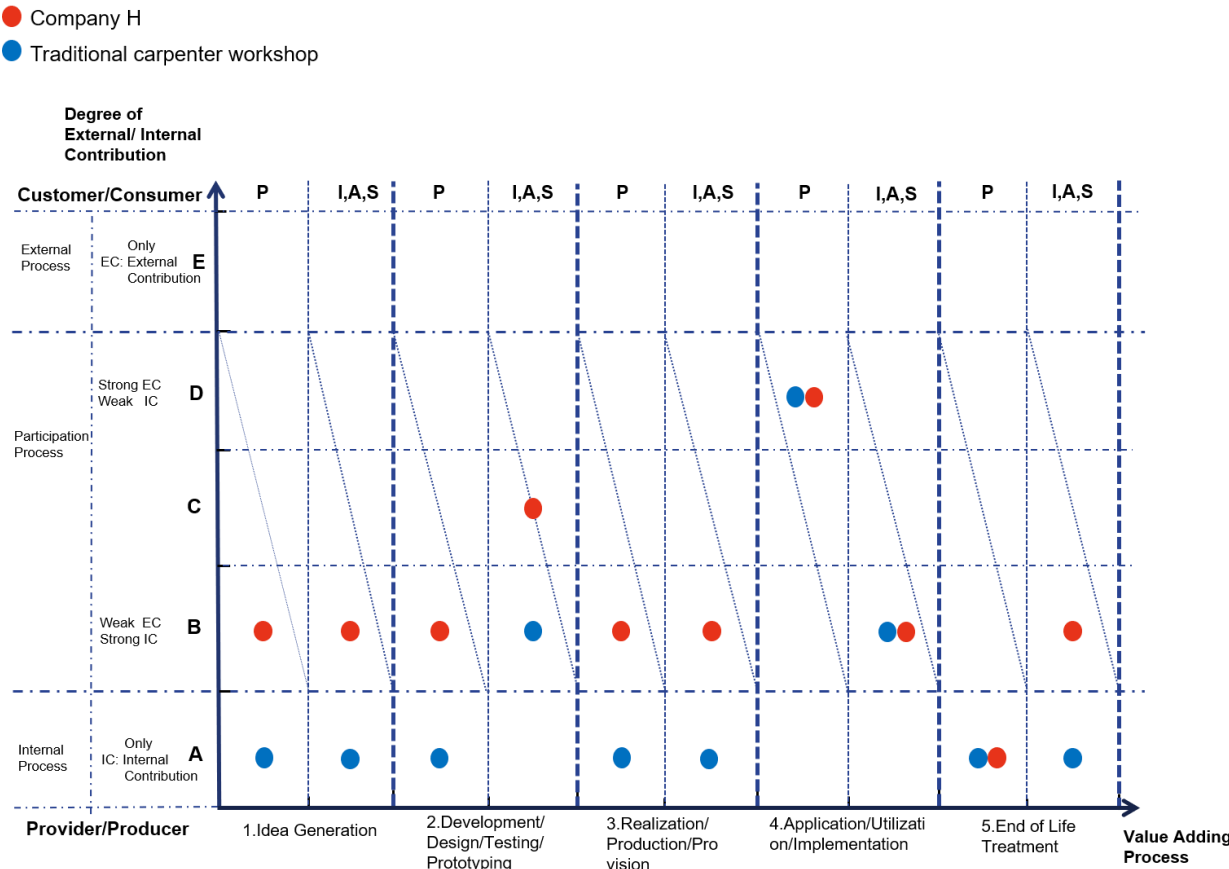 Company H
Traditional carpenter workshop
Degree of
External/ Internal
Contribution
Customer/Consumer
P
I,A,S
P
I,A,S
P
I,A,S
P
I,A,S
P
I,A,S
External
Process
Only
EC: External
Contribution
E
Strong EC
Weak IC
D
Participation
Process
C
Weak EC
Strong IC
B
Internal
Process
Only
IC: Internal
Contribution
A
Provider/Producer
1.Idea Generation
2.Development/
Design/Testing/
Prototyping
3.Realization/
Production/Pro
vision
4.Application/Utilizati
on/Implementation
5.End of Life
Treatment
Value Adding
Process